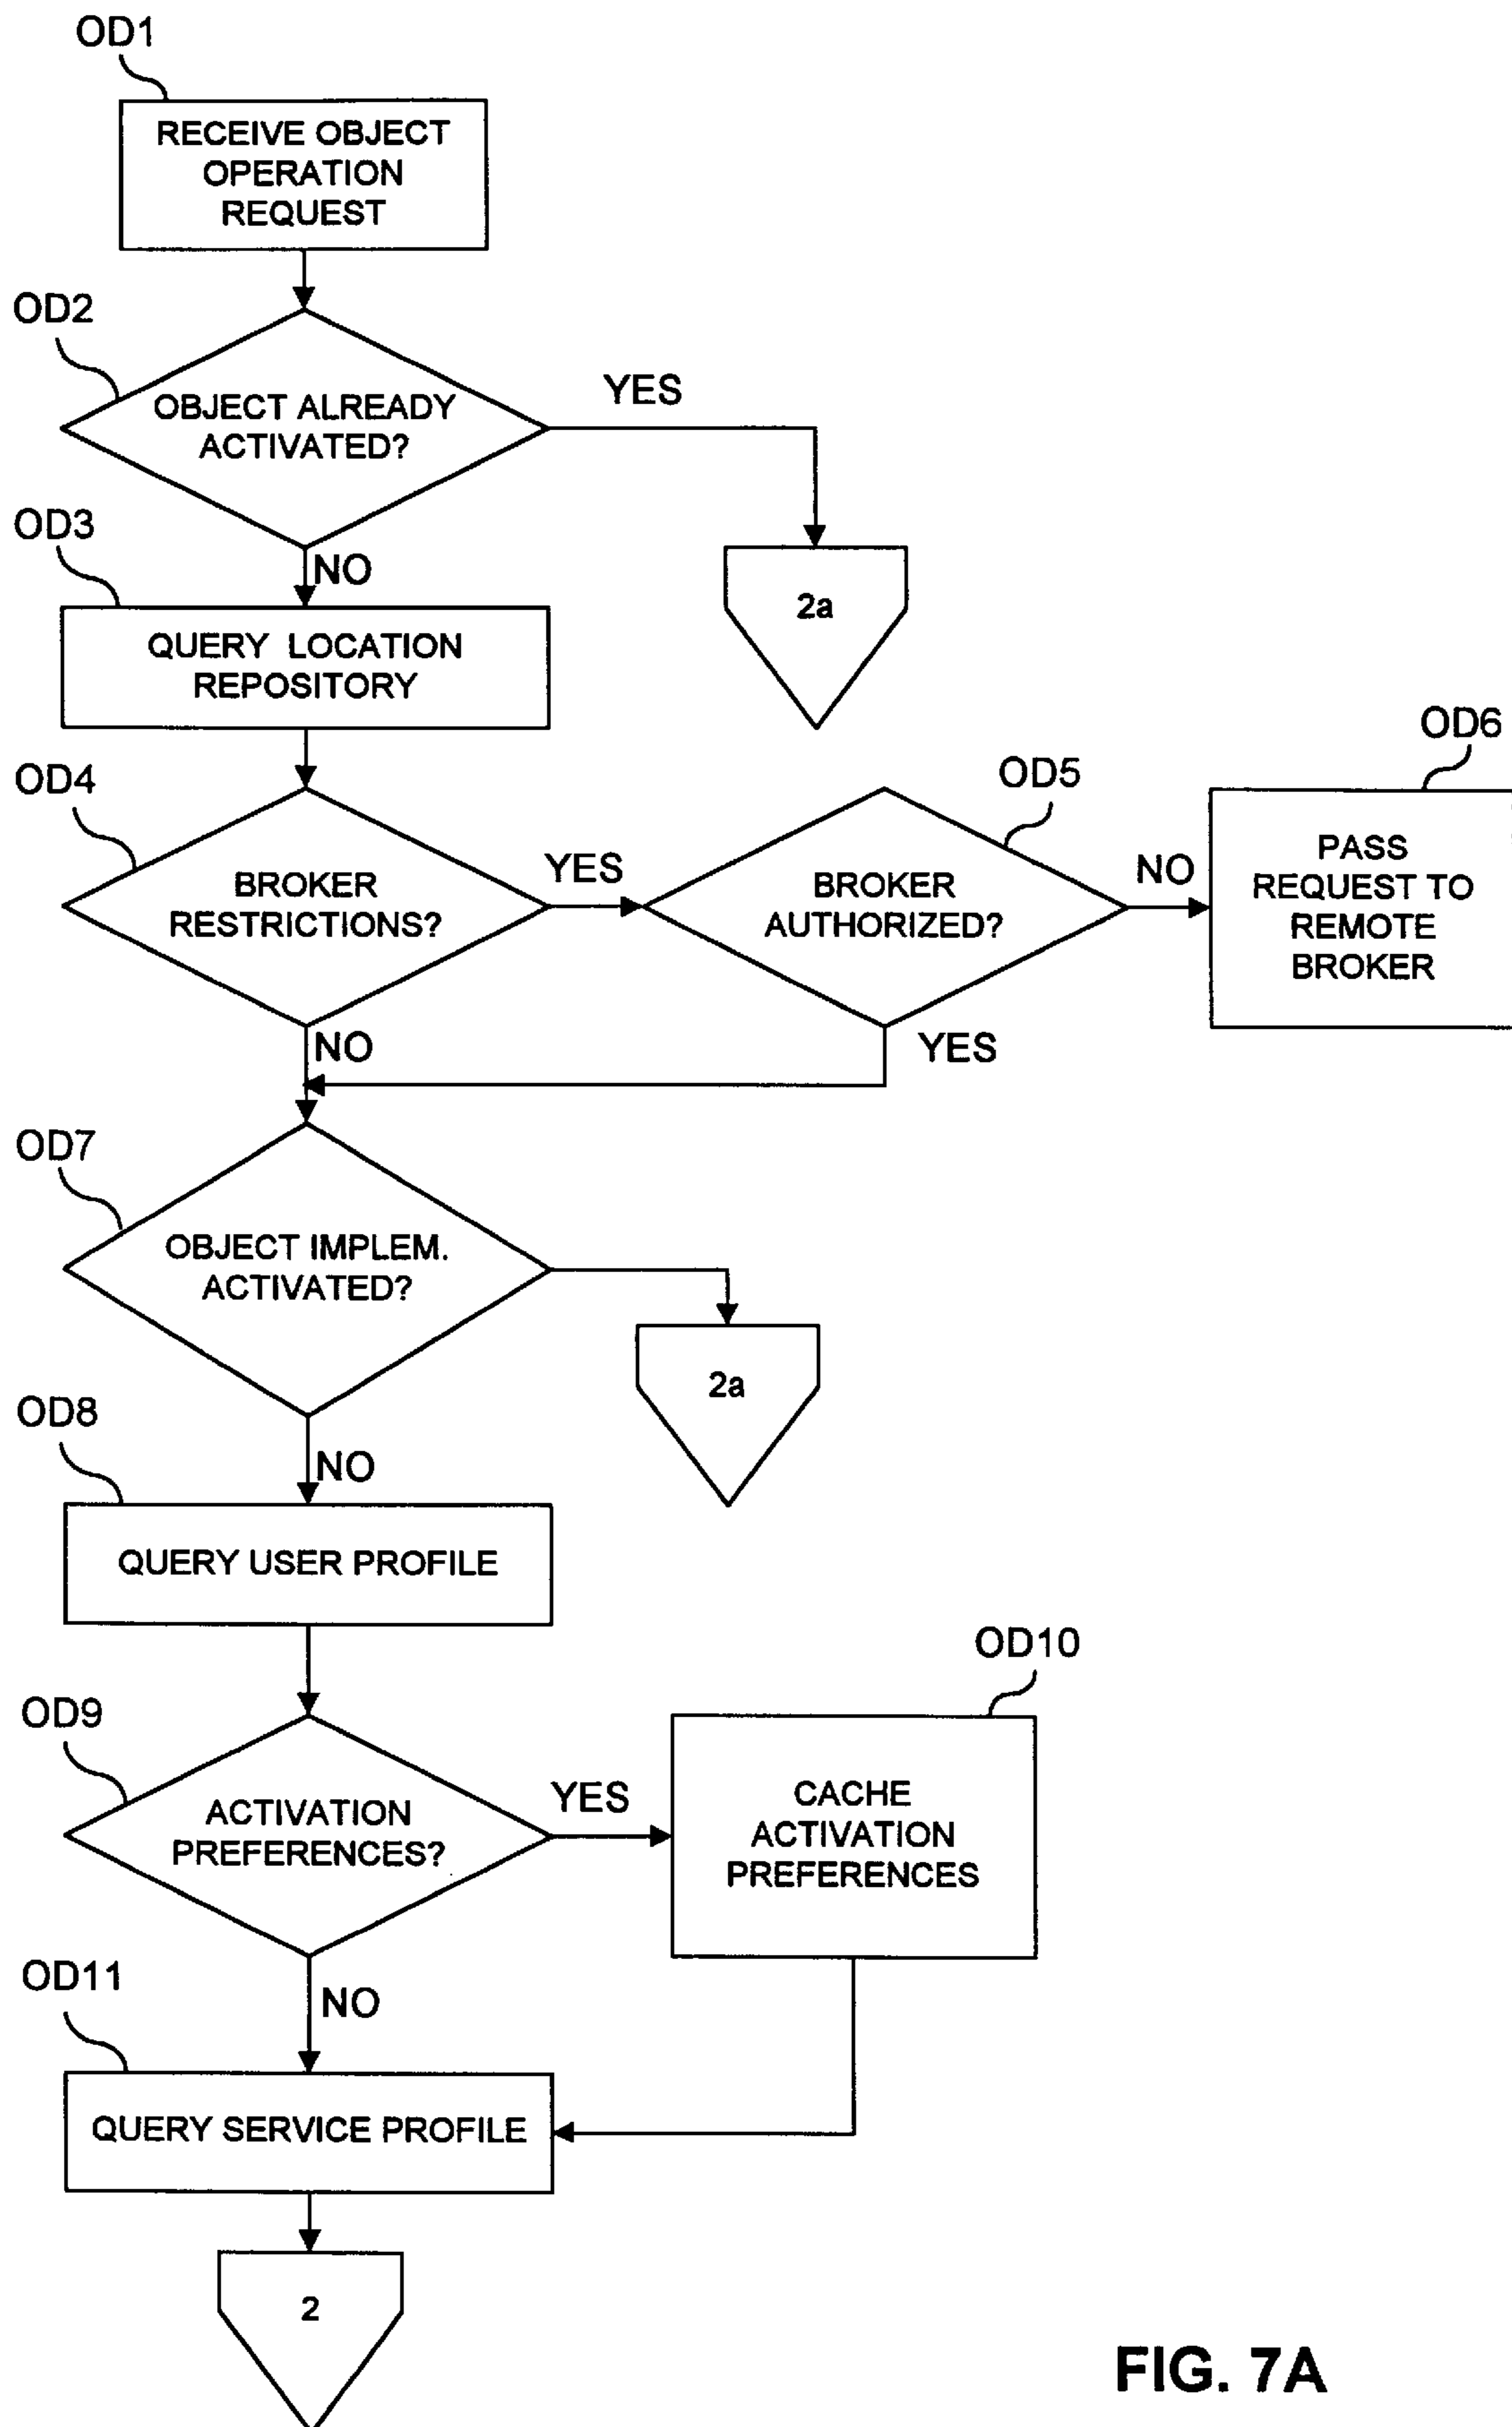 OD1
RECEIVE OBJECT
OPERATION
REQUEST
OD2
OBJECT ALREADY
ACTIVATED?
YES
NO
2a
OD3
QUERY LOCATION
REPOSITORY
OD4
BROKER
RESTRICTIONS?
YES
NO
OD5
BROKER
AUTHORIZED?
NO
YES
OD6
PASS
REQUEST TO
REMOTE
BROKER
OD7
OBJECT IMPLEM.
ACTIVATED?
2a
NO
OD8
QUERY USER PROFILE
OD9
ACTIVATION
PREFERENCES?
YES
NO
OD10
CACHE
ACTIVATION
PREFERENCES
OD11
QUERY SERVICE PROFILE
2
FIG. 7A